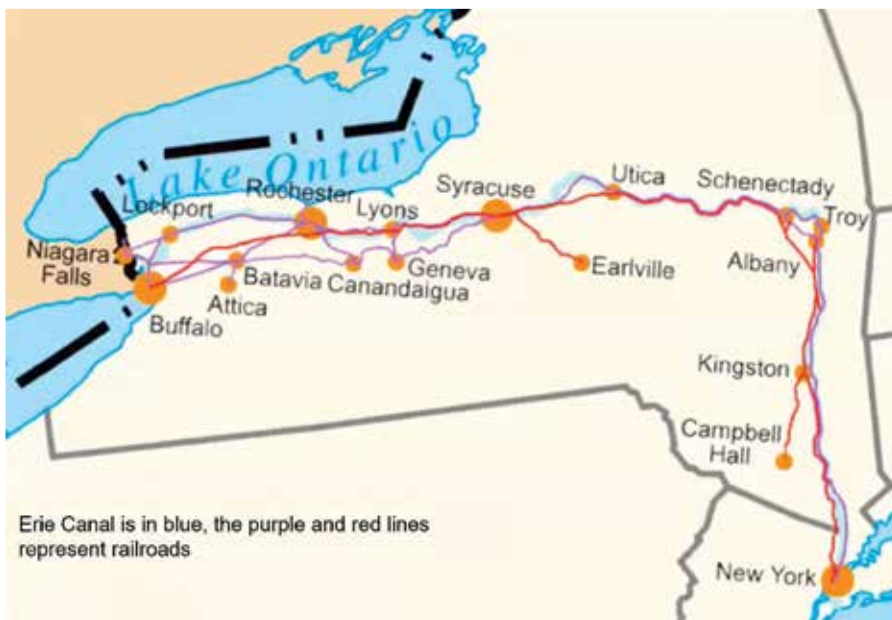 Lake Ontario
Rochester
Lockport
Lyons
Syracuse
Utica
Schenectady
Troy
Niagara
Falls
Batavia
Canandaigua
Geneva
Earlville
Albany
Attica
Buffalo
Kingston
Campbell
Hall
Erie Canal is in blue, the purple and red lines
represent railroads
New York